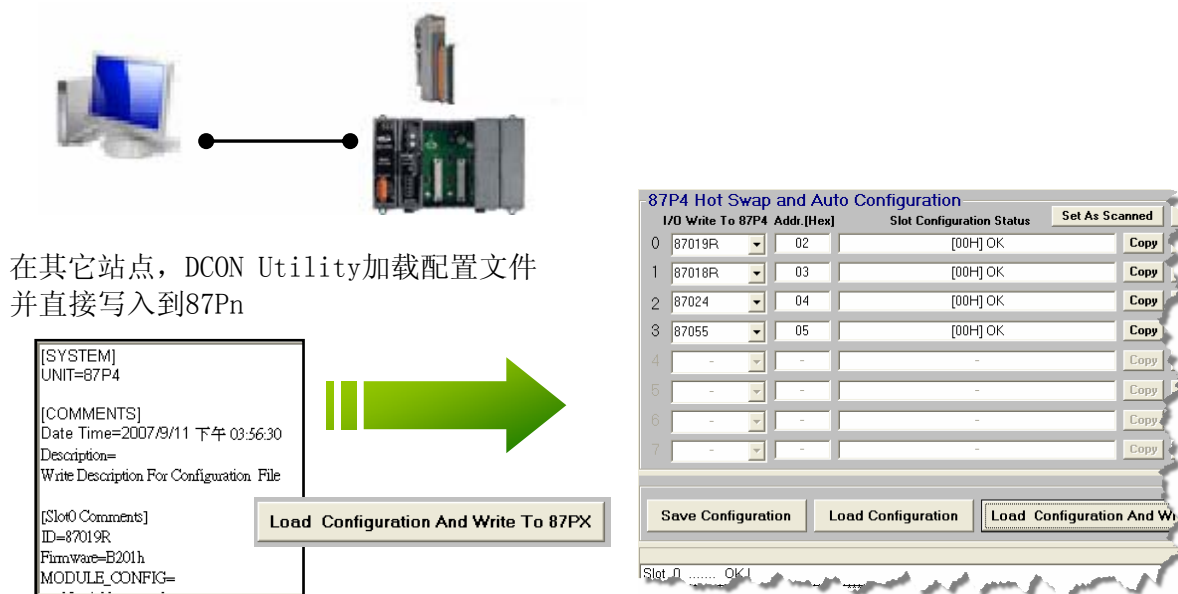 在其它站点，DCON Utility加载配置文件
并直接写入到87Pn
[SYSTEM]
UNIT=87P4
[COMMENTS]
Date Time=2007/9/11 下午 03:56:30
Description=
Write Description For Configuration File
[Slot0 Comments]
ID=87019R
Firmware=B201h
MODULE_CONFIG=
Load Configuration And Write To 87PX
87P4 Hot Swap and Auto Configuration
I/O Write To 87P4 Addr.[Hex] Slot Configuration Status Set As Scanned
0 87019R 02 [00H] OK Copy
1 87018R 03 [00H] OK Copy
2 87024 04 [00H] OK Copy
3 87055 05 [00H] OK Copy
4 - - - Copy
5 - - - Copy
6 - - - Copy
7 - - - Copy
Save Configuration Load Configuration Load Configuration And
Slot 0 ....... OK!